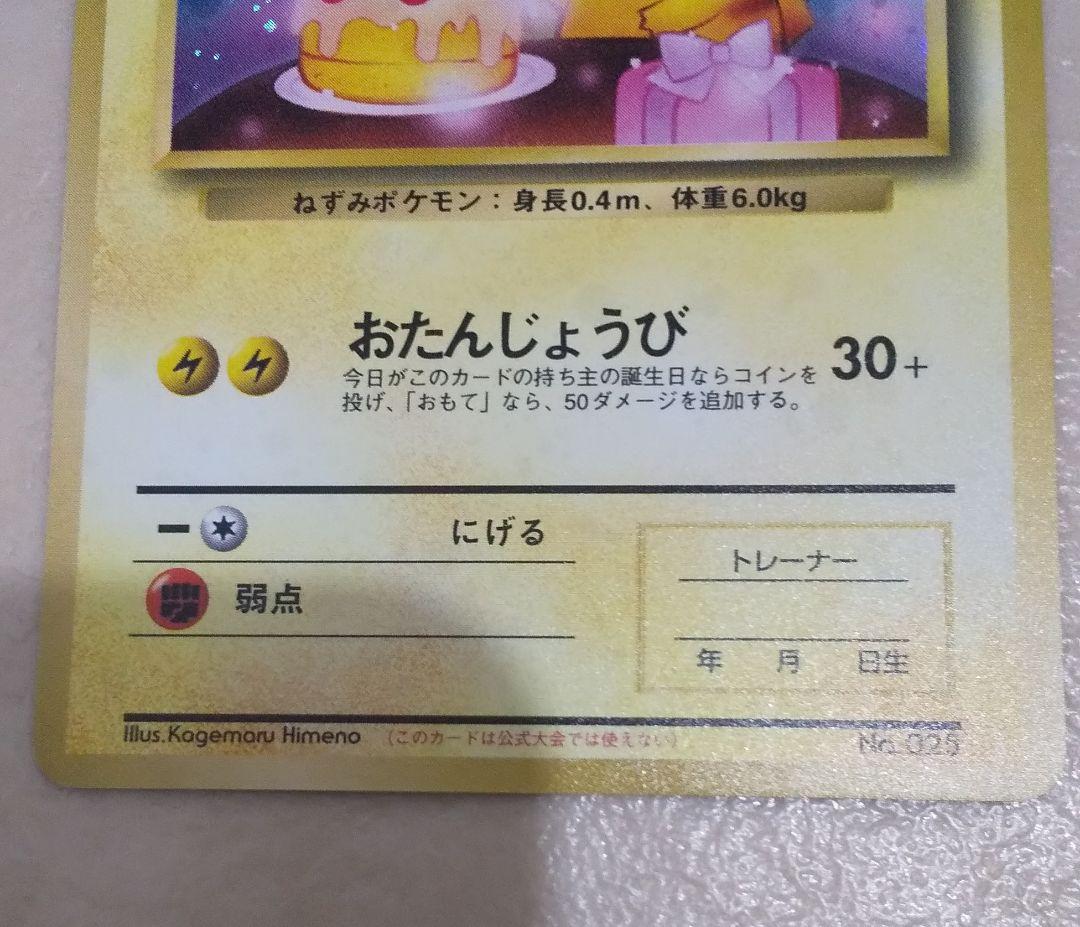 ねずみポケモン：身長0.4m、体重6.0kg
おたんじょうび 30+
今日がこのカードの持ち主の誕生日ならコインを
投げ、「おもて」なら、50ダメージを追加する。
にげる
弱点
トレーナー
年 月 日生
Illus.Kagemaru Himeno （このカードは公式大会では使えない） No. 025